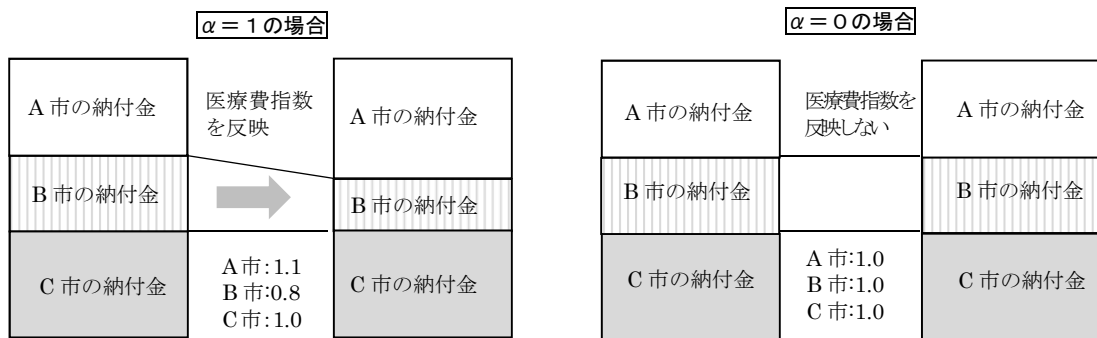 α=1の場合
A市の納付金
医療費指数
を反映
A市の納付金
B市の納付金
B市の納付金
C市の納付金
A市:1.1
B市:0.8
C市:1.0
C市の納付金
α=0の場合
A市の納付金
医療費指数を
反映しない
A市の納付金
B市の納付金
B市の納付金
C市の納付金
A市:1.0
B市:1.0
C市:1.0
C市の納付金